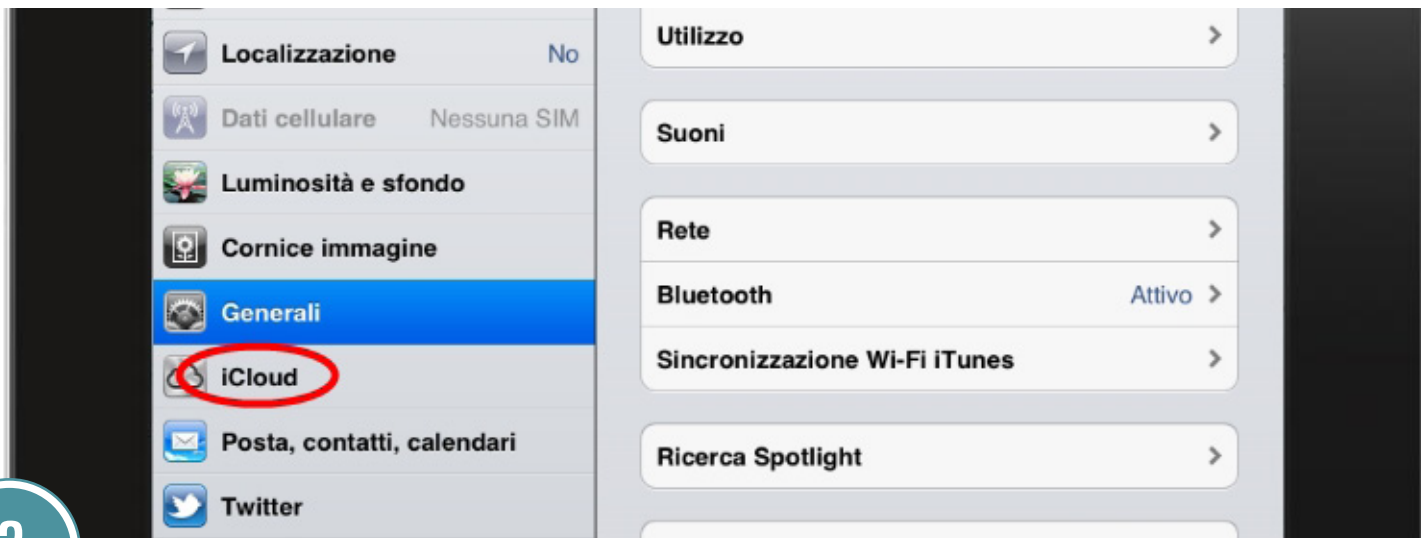 Localizzazione No
Dati cellulare Nessuna SIM
Luminosità e sfondo
Cornice immagine
Generali
iCloud
Posta, contatti, calendari
Twitter
Utilizzo
Suoni
Rete
Bluetooth Attivo
Sincronizzazione Wi-Fi iTunes
Ricerca Spotlight